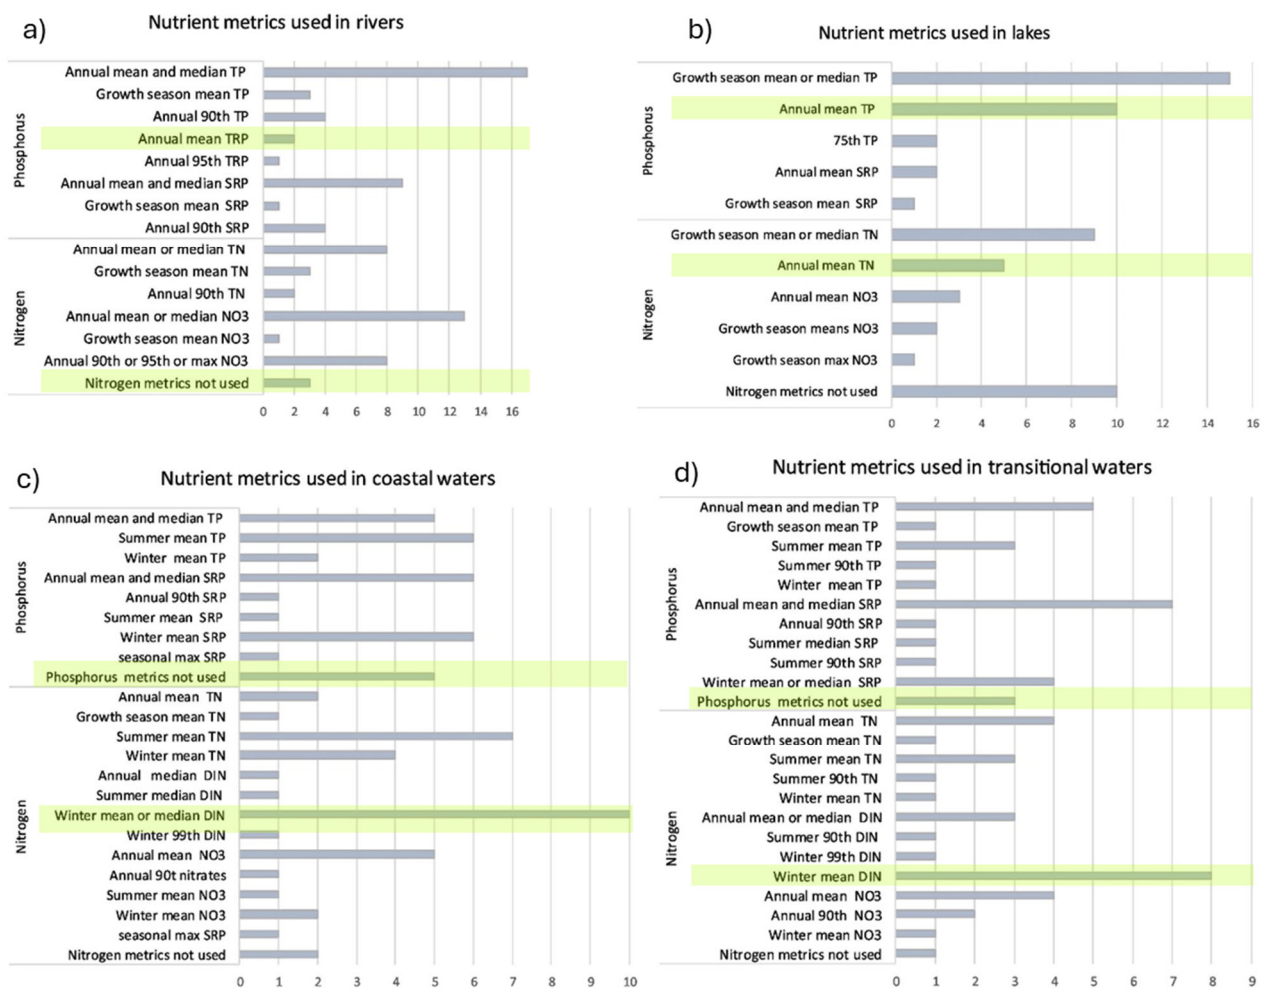 a)
Nutrient metrics used in rivers
Phosphorus
Annual mean and median TP
Growth season mean TP
Annual 90th TP
Annual mean TRP
Annual 95th TRP
Annual mean and median SRP
Growth season mean SRP
Annual 90th SRP
Nitrogen
Annual mean or median TN
Growth season mean TN
Annual 90th TN
Annual mean or median NO3
Growth season mean NO3
Annual 90th or 95th or max NO3
Nitrogen metrics not used
0 2 4 6 8 10 12 14 16
b)
Nutrient metrics used in lakes
Phosphorus
Growth season mean or median TP
Annual mean TP
75th TP
Annual mean SRP
Growth season mean SRP
Nitrogen
Growth season mean or median TN
Annual mean TN
Annual mean NO3
Growth season means NO3
Growth season max NO3
Nitrogen metrics not used
0 2 4 6 8 10 12 14 16
c)
Nutrient metrics used in coastal waters
Phosphorus
Annual mean and median TP
Summer mean TP
Winter mean TP
Annual mean and median SRP
Annual 90th SRP
Summer mean SRP
Winter mean SRP
seasonal max SRP
Phosphorus metrics not used
Nitrogen
Annual mean TN
Growth season mean TN
Summer mean TN
Winter mean TN
Annual median DIN
Summer median DIN
Winter mean or median DIN
Winter 99th DIN
Annual mean NO3
Annual 90t nitrates
Summer mean NO3
Winter mean NO3
seasonal max SRP
Nitrogen metrics not used
0 1 2 3 4 5 6 7 8 9 10
d)
Nutrient metrics used in transitional waters
Phosphorus
Annual mean and median TP
Growth season mean TP
Summer mean TP
Summer 90th TP
Winter mean TP
Annual mean and median SRP
Annual 90th SRP
Summer median SRP
Summer 90th SRP
Winter mean or median SRP
Phosphorus metrics not used
Nitrogen
Annual mean TN
Growth season mean TN
Summer mean TN
Summer 90th TN
Winter mean TN
Annual mean or median DIN
Summer 90th DIN
Winter 99th DIN
Winter mean DIN
Annual mean NO3
Annual 90th NO3
Winter mean NO3
Nitrogen metrics not used
0 1 2 3 4 5 6 7 8 9